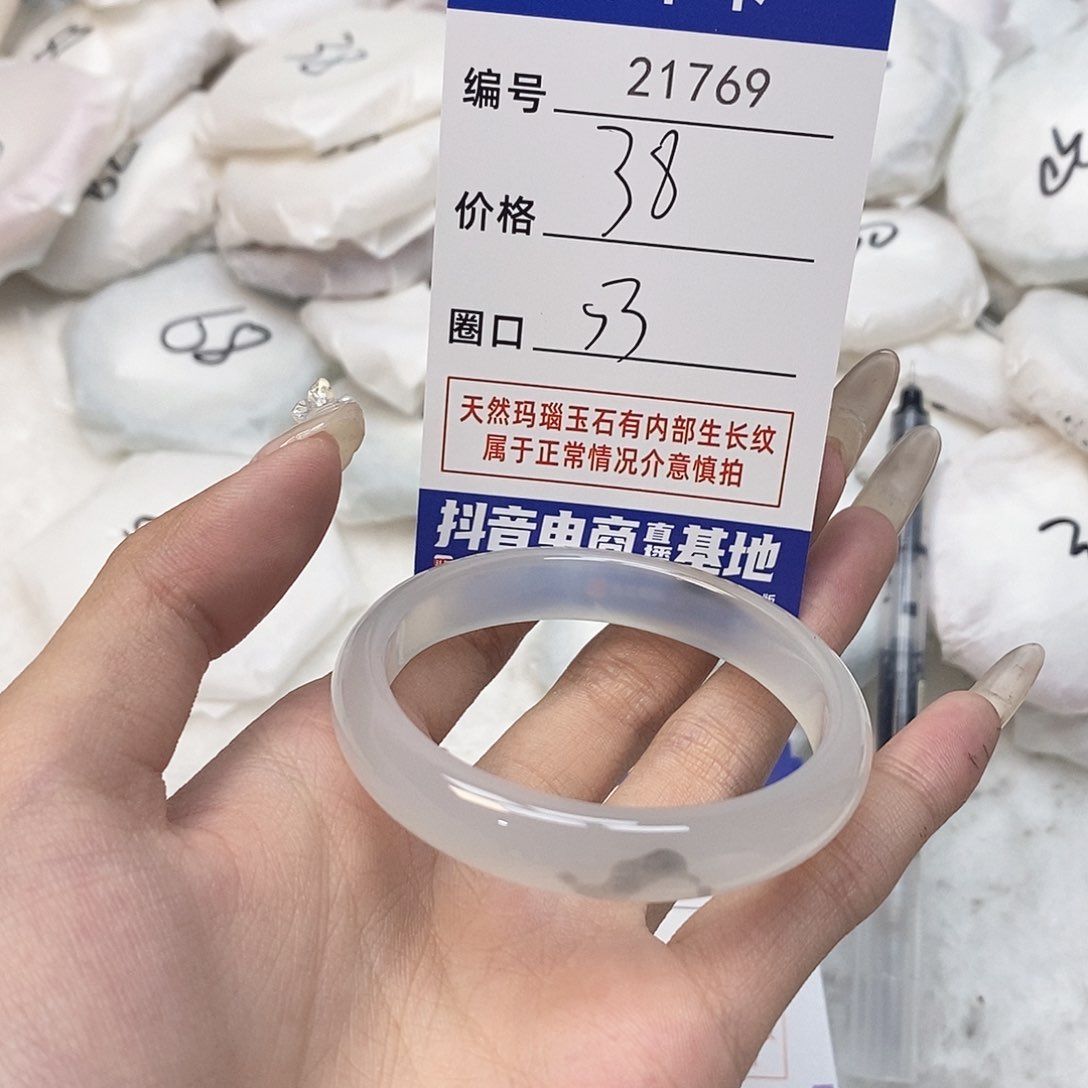 编号 21769
价格 38
圈口 53
天然玛瑙玉石有内部生长纹
属于正常情况介意慎拍
抖音电商直播基地
58